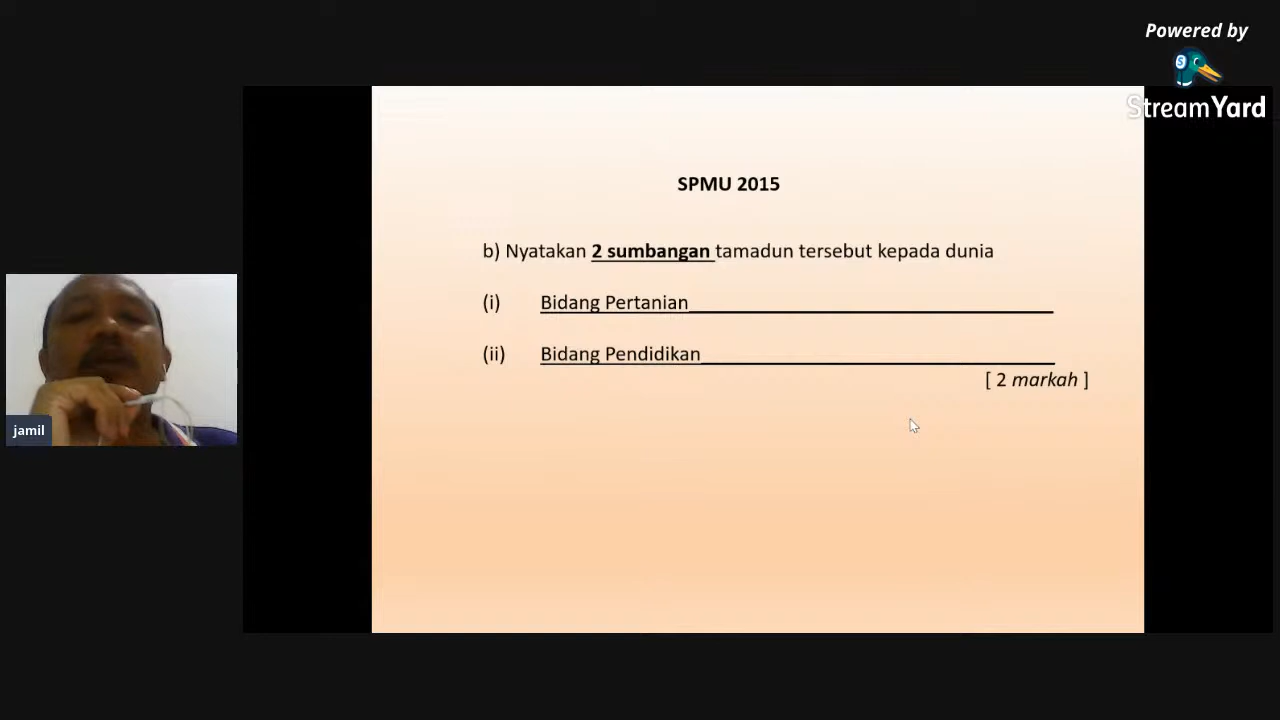 Powered by
StreamYard
SPMU 2015
b) Nyatakan 2 sumbangan tamadun tersebut kepada dunia
(i) Bidang Pertanian
(ii) Bidang Pendidikan
[ 2 markah ]
jamil